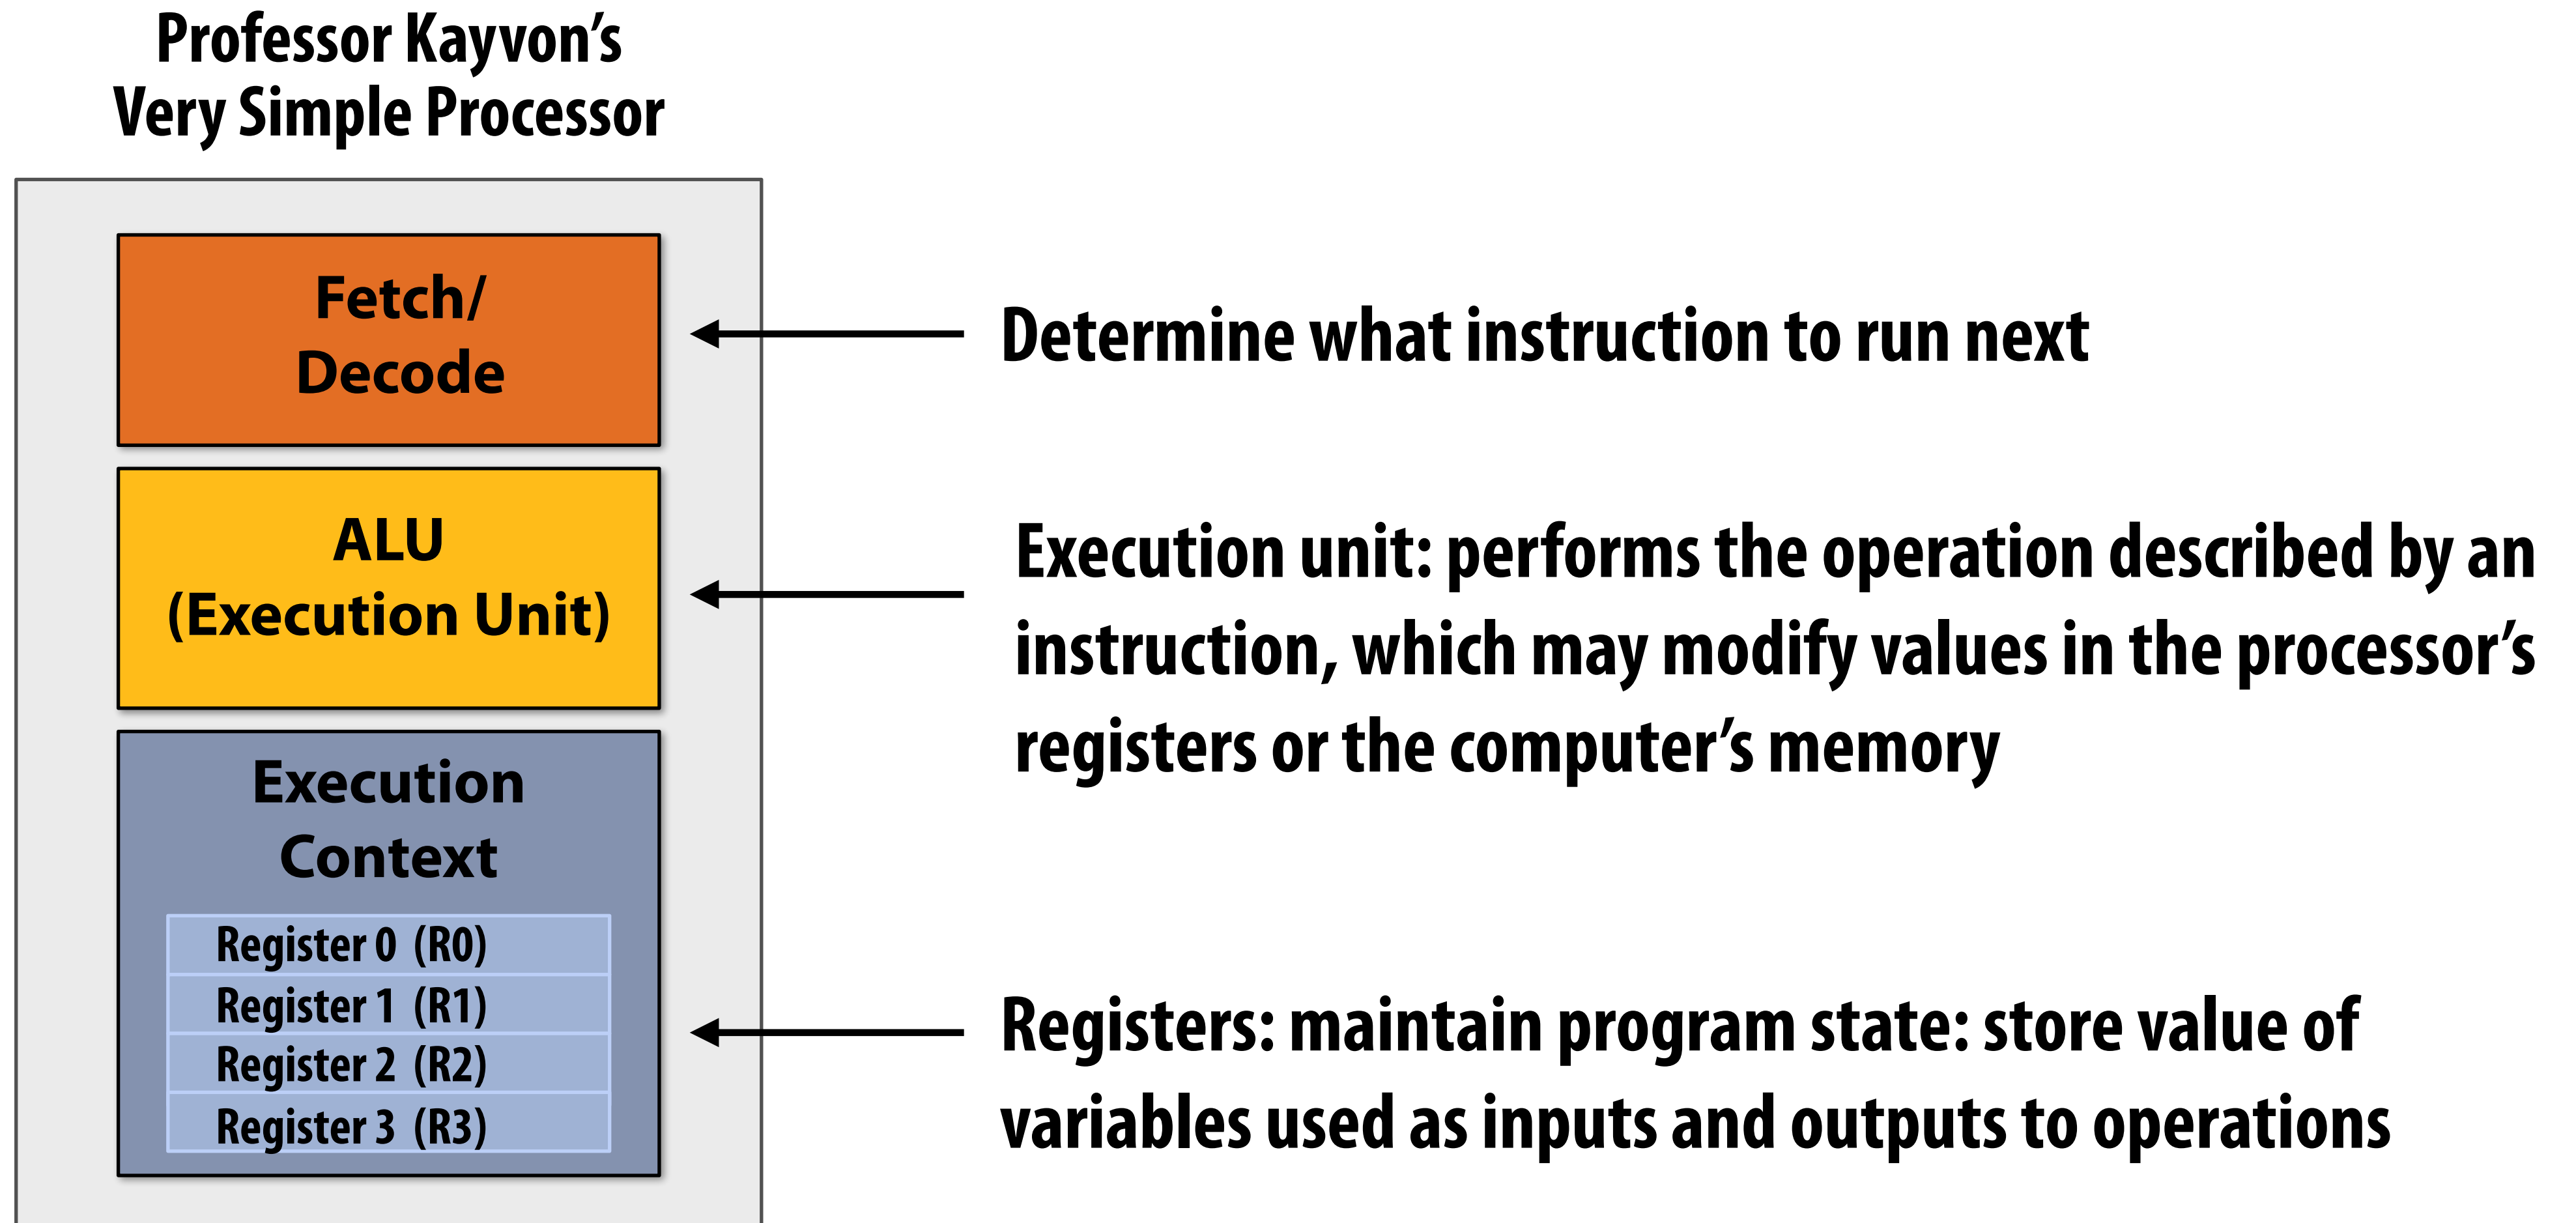 Professor Kayvon’s
Very Simple Processor
Fetch/
Decode
Determine what instruction to run next
ALU
(Execution Unit)
Execution unit: performs the operation described by an
instruction, which may modify values in the processor’s
registers or the computer’s memory
Execution
Context
Register 0 (R0)
Register 1 (R1)
Register 2 (R2)
Register 3 (R3)
Registers: maintain program state: store value of
variables used as inputs and outputs to operations